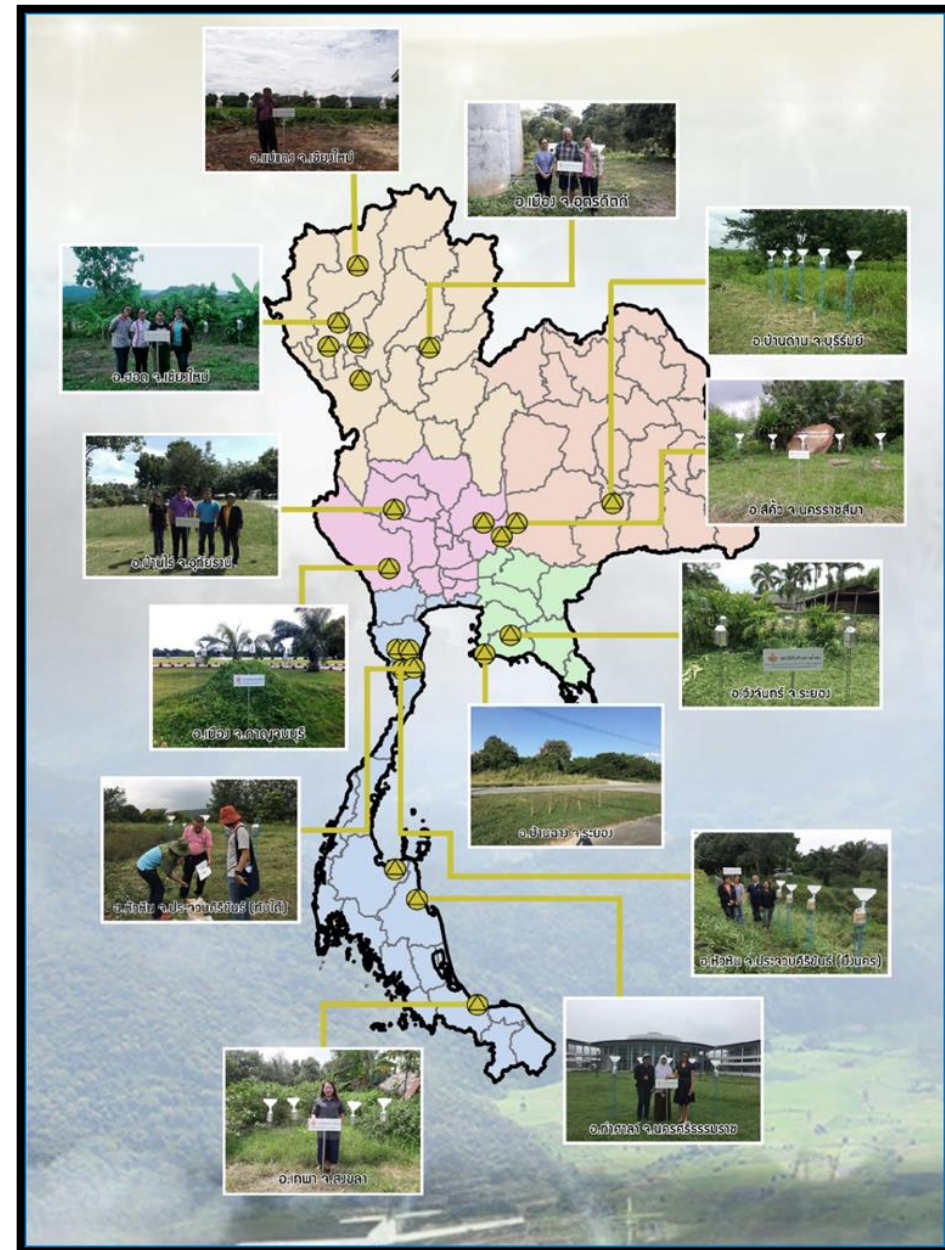 อ.แม่แตง จ.เชียงใหม่
อ.เมือง จ.อุตรดิตถ์
อ.บ้านด่าน จ.บุรีรัมย์
อ.ฮอด จ.เชียงใหม่
อ.สีคิ้ว จ.นครราชสีมา
อ.บ้านไร่ จ.อุทัยธานี
อ.วังจันทร์ จ.ระยอง
อ.เมือง จ.กาญจนบุรี
อ.บ้านฉาง จ.ระยอง
อ.หัวหิน จ.ประจวบคีรีขันธ์ (ทับใต้)
อ.หัวหิน จ.ประจวบคีรีขันธ์ (บึงนคร)
อ.ท่าศาลา จ.นครศรีธรรมราช
อ.เทพา จ.สงขลา